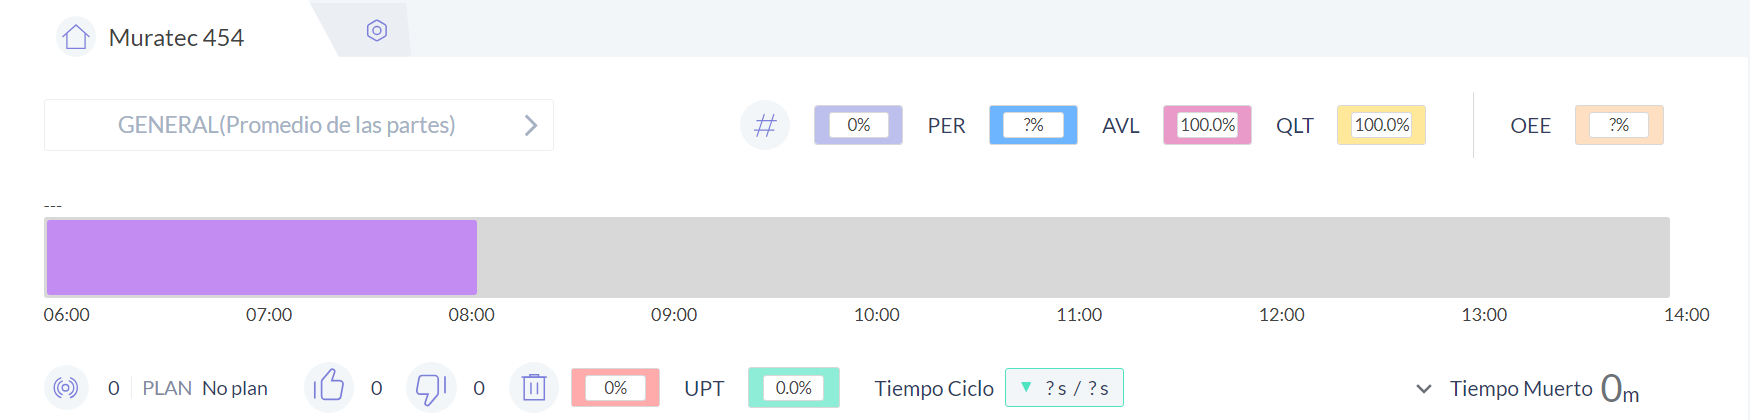 Muratec 454
GENERAL(Promedio de las partes)
# 0% PER ?% AVL 100.0% QLT 100.0% OEE ?%
---
06:00 07:00 08:00 09:00 10:00 11:00 12:00 13:00 14:00
0 PLAN No plan 0 0 0% UPT 0.0% Tiempo Ciclo ▼ ? s / ? s Tiempo Muerto 0m